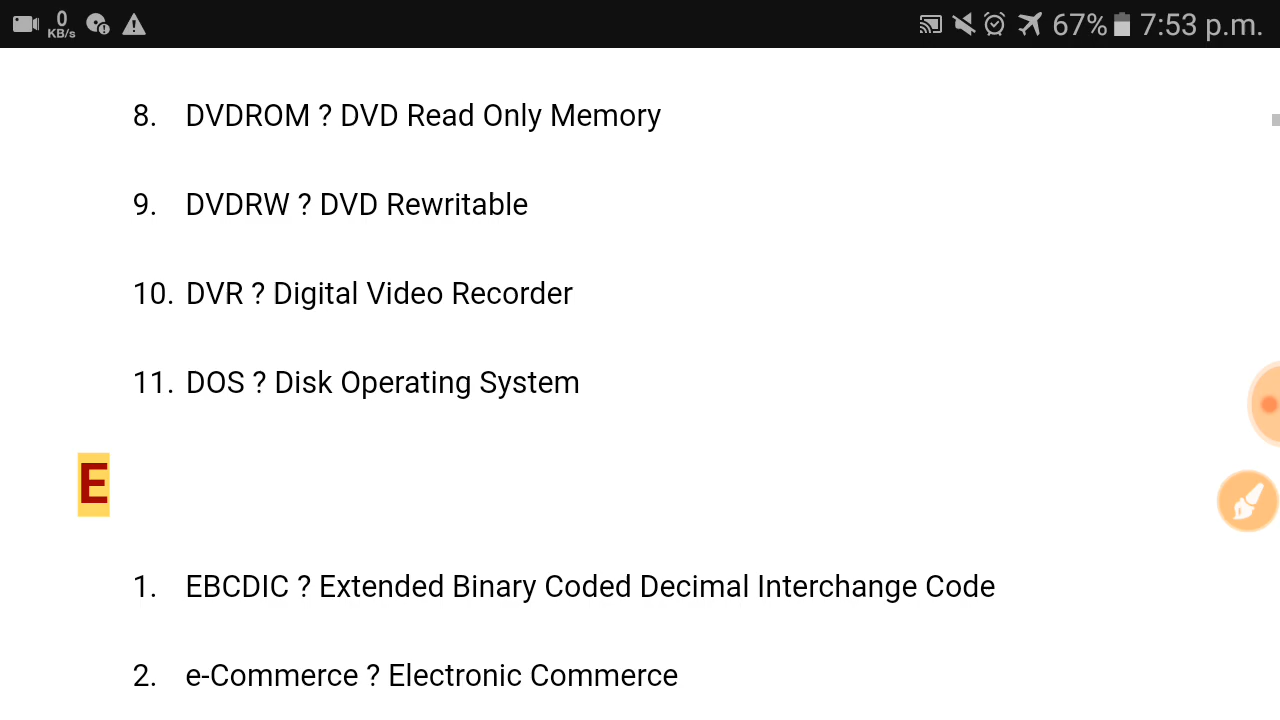 0
KB/s
67% 7:53 p.m.
8. DVDROM ? DVD Read Only Memory
9. DVDRW ? DVD Rewritable
10. DVR ? Digital Video Recorder
11. DOS ? Disk Operating System
E
1. EBCDIC ? Extended Binary Coded Decimal Interchange Code
2. e-Commerce ? Electronic Commerce